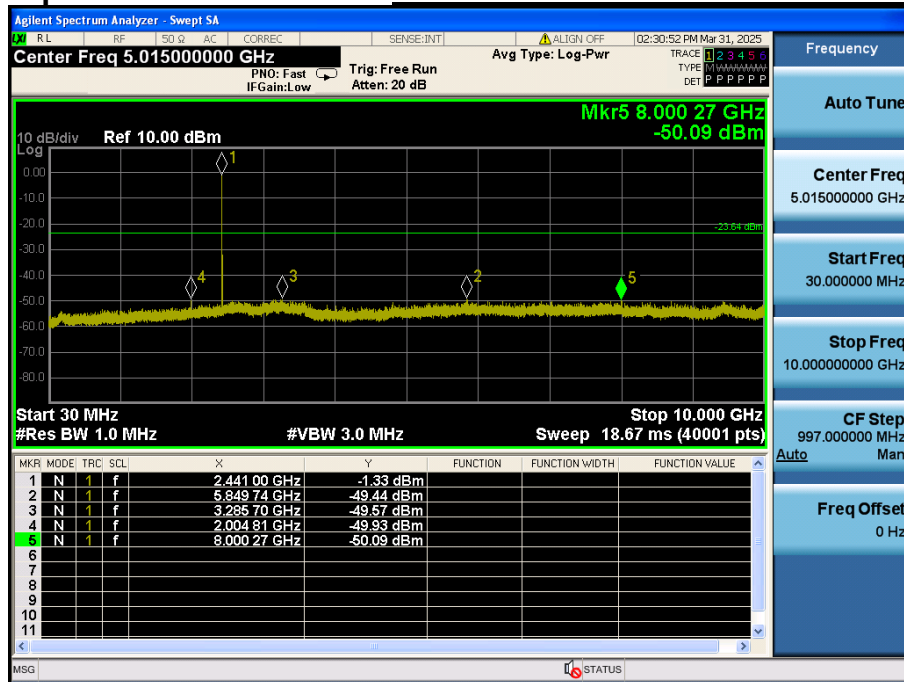 Agilent Spectrum Analyzer - Swept SA
LXI RL RF 50 Ω AC CORREC SENSE:INT ALIGN OFF 02:30:52 PM Mar 31, 2025
Center Freq 5.015000000 GHz
PNO: Fast
IFGain:Low
Trig: Free Run
Atten: 20 dB
Avg Type: Log-Pwr
TRACE 1 2 3 4 5 6
TYPE M WWWWW
DET P P P P P P
Mkr5 8.000 27 GHz
-50.09 dBm
10 dB/div Ref 10.00 dBm
Log
0.00
-10.0
-20.0
-30.0
-40.0
-50.0
-60.0
-70.0
-80.0
1
-23.64 dBm
4
3
2
5
Start 30 MHz Stop 10.000 GHz
#Res BW 1.0 MHz #VBW 3.0 MHz Sweep 18.67 ms (40001 pts)
MKR MODE TRC SCL X Y FUNCTION FUNCTION WIDTH FUNCTION VALUE
1 N 1 f 2.441 00 GHz -1.33 dBm
2 N 1 f 5.849 74 GHz -49.44 dBm
3 N 1 f 3.285 70 GHz -49.57 dBm
4 N 1 f 2.004 81 GHz -49.93 dBm
5 N 1 f 8.000 27 GHz -50.09 dBm
6
7
8
9
10
11
MSG STATUS
Frequency
Auto Tune
Center Freq
5.015000000 GHz
Start Freq
30.000000 MHz
Stop Freq
10.000000000 GHz
CF Step
997.000000 MHz
Auto Man
Freq Offset
0 Hz